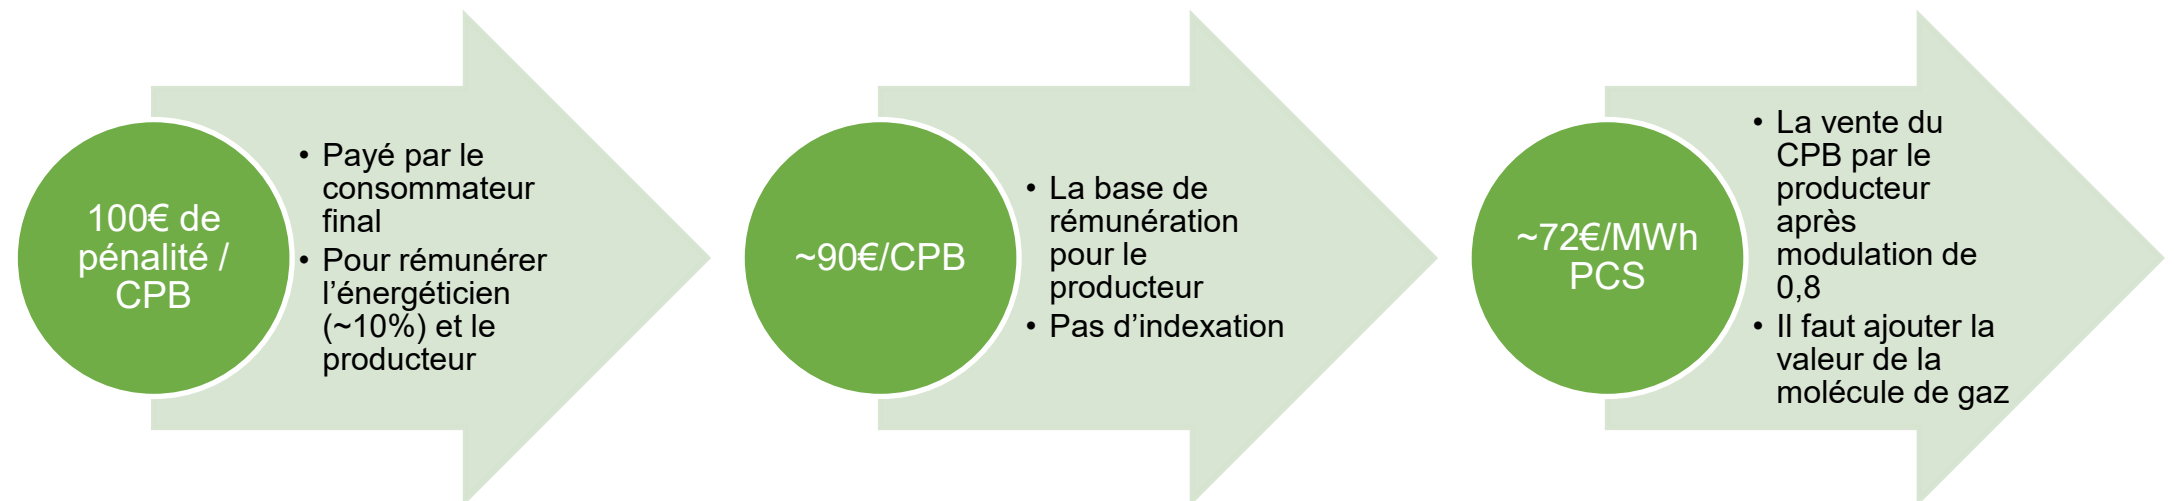 100€ de
pénalité /
CPB
• Payé par le
consommateur
final
• Pour rémunérer
l’énergéticien
(~10%) et le
producteur
~90€/CPB
• La base de
rémunération
pour le
producteur
• Pas d’indexation
~72€/MWh
PCS
• La vente du
CPB par le
producteur
après
modulation de
0,8
• Il faut ajouter la
valeur de la
molécule de gaz